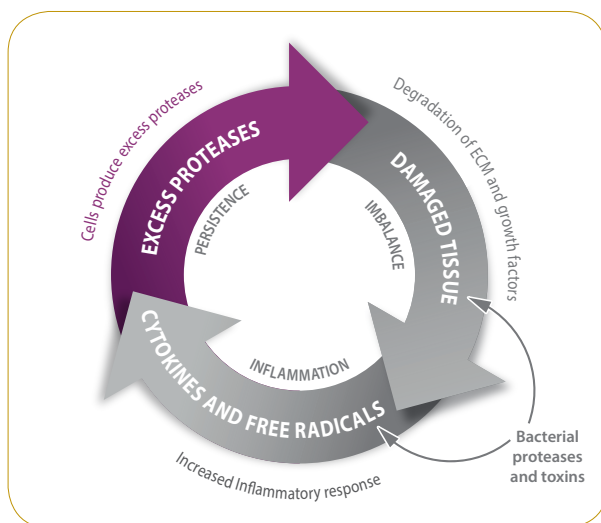 Cells produce excess proteases
EXCESS PROTEASES
PERSISTENCE
Degradation of ECM and growth factors
DAMAGED TISSUE
IMBALANCE
INFLAMMATION
CYTOKINES AND FREE RADICALS
Increased Inflammatory response
Bacterial
proteases
and toxins